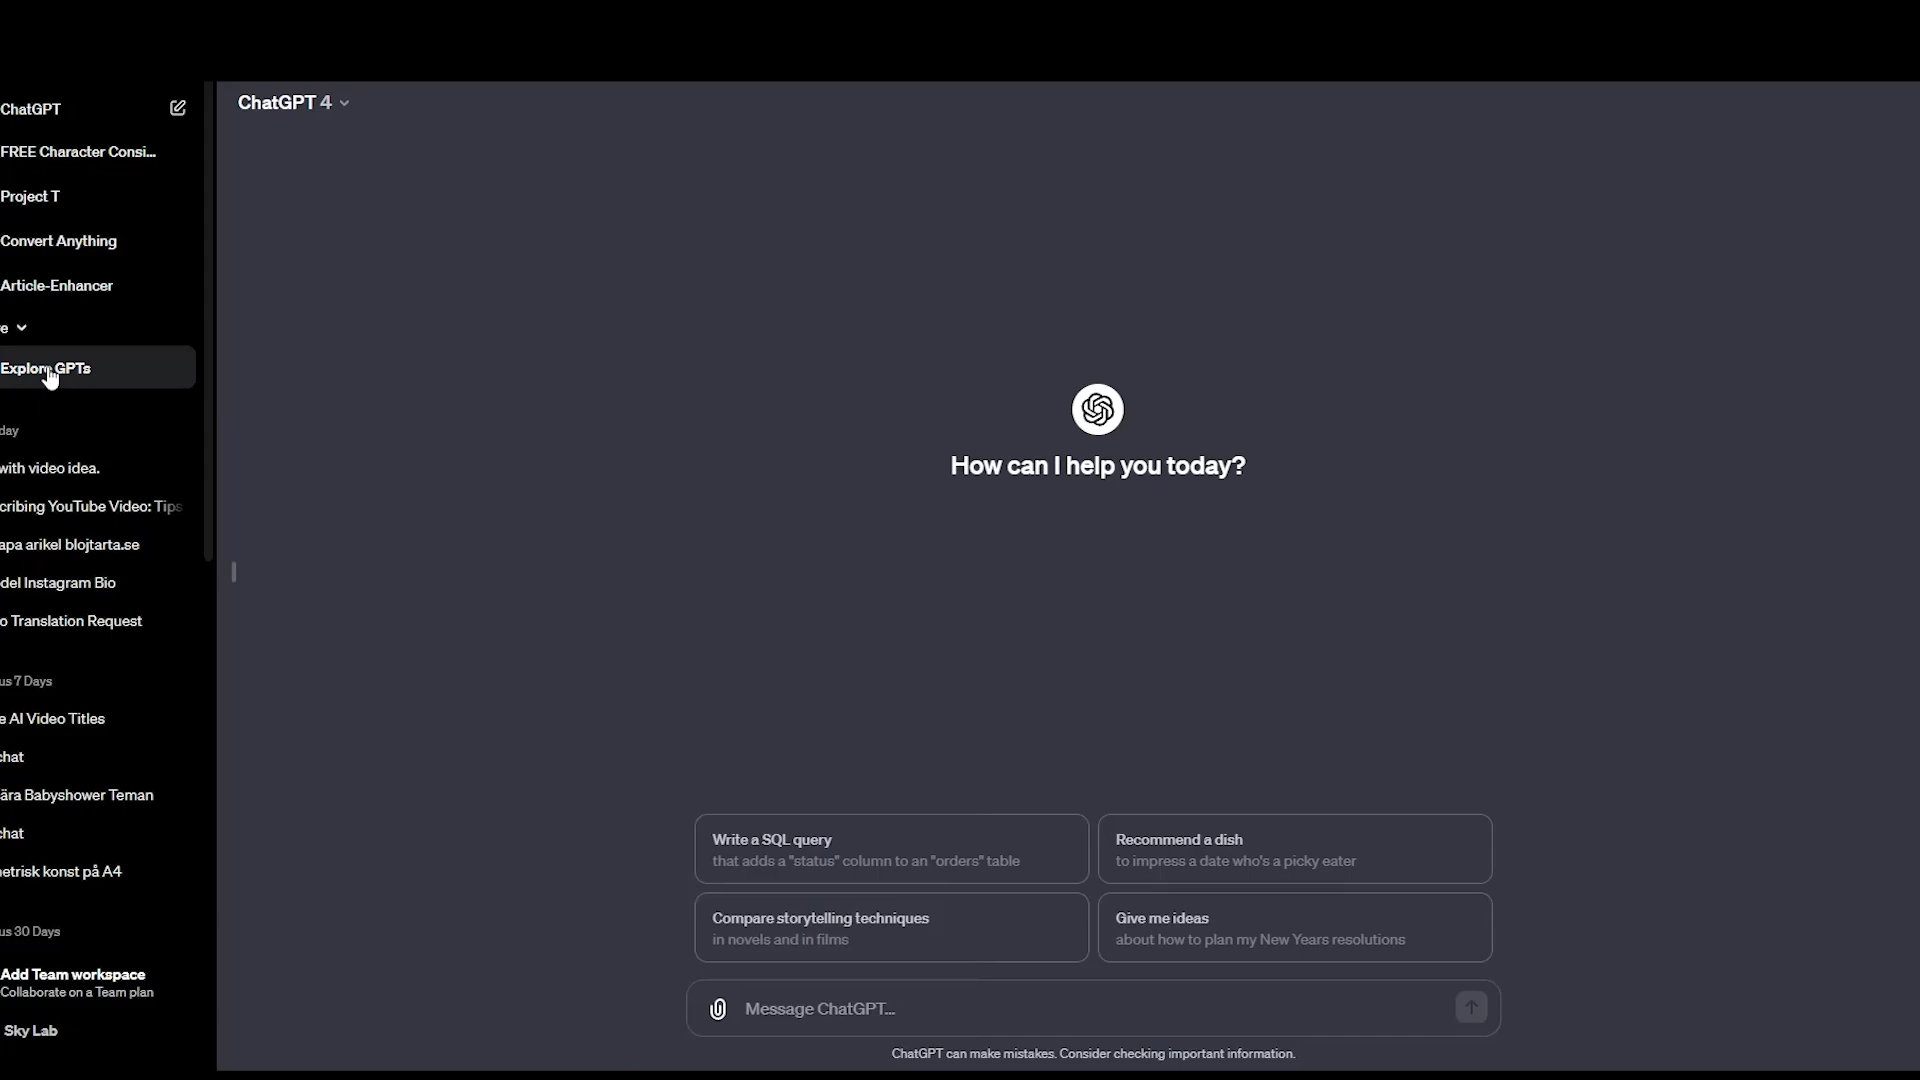 ChatGPT
FREE Character Consi...
Project T
Convert Anything
Article-Enhancer
e
Explore GPTs
day
with video idea.
cribing YouTube Video: Tips
apa arikel blojtarta.se
del Instagram Bio
o Translation Request
us 7 Days
e AI Video Titles
chat
ära Babyshower Teman
chat
etrisk konst på A4
us 30 Days
Add Team workspace
Collaborate on a Team plan
Sky Lab
ChatGPT 4
How can I help you today?
Write a SQL query
that adds a "status" column to an "orders" table
Recommend a dish
to impress a date who's a picky eater
Compare storytelling techniques
in novels and in films
Give me ideas
about how to plan my New Years resolutions
Message ChatGPT...
ChatGPT can make mistakes. Consider checking important information.